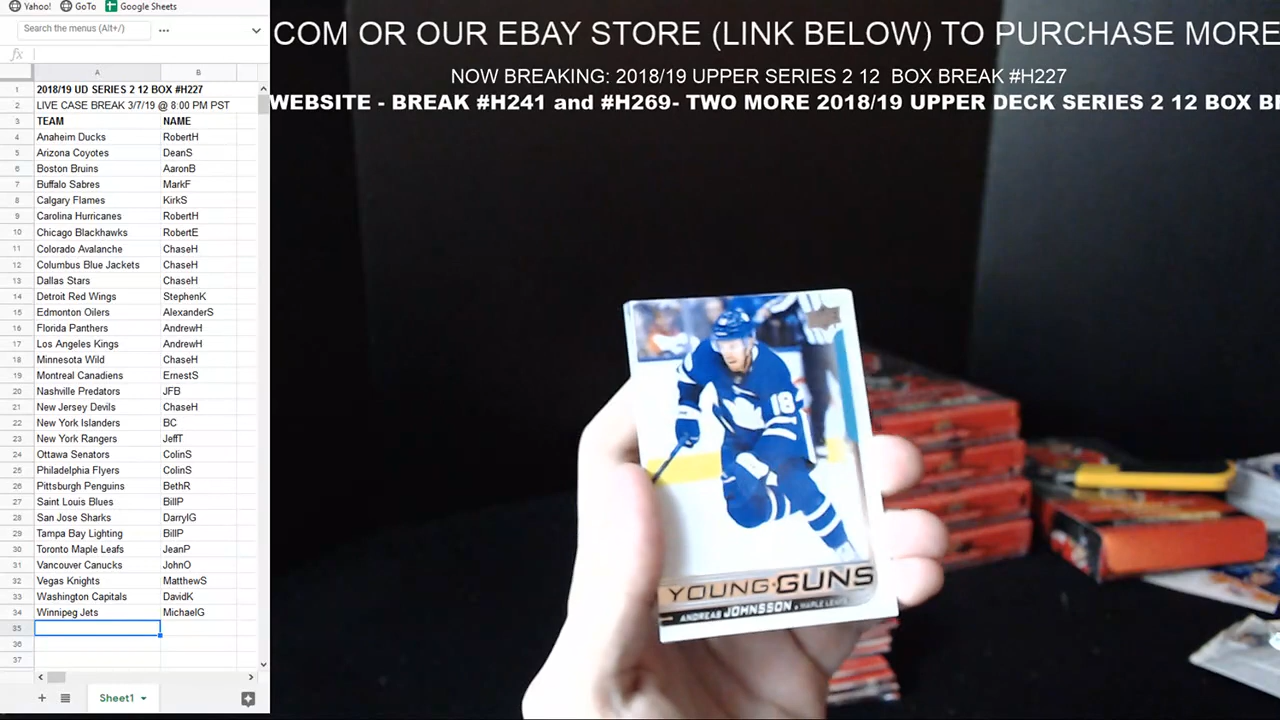 Yahoo! GoTo Google Sheets
Search the menus (Alt+/)
fx
A B
1 2018/19 UD SERIES 2 12 BOX #H227
2 LIVE CASE BREAK 3/7/19 @ 8:00 PM PST
3 TEAM NAME
4 Anaheim Ducks RobertH
5 Arizona Coyotes DeanS
6 Boston Bruins AaronB
7 Buffalo Sabres MarkF
8 Calgary Flames KirkS
9 Carolina Hurricanes RobertH
10 Chicago Blackhawks RobertE
11 Colorado Avalanche ChaseH
12 Columbus Blue Jackets ChaseH
13 Dallas Stars ChaseH
14 Detroit Red Wings StephenK
15 Edmonton Oilers AlexanderS
16 Florida Panthers AndrewH
17 Los Angeles Kings AndrewH
18 Minnesota Wild ChaseH
19 Montreal Canadiens ErnestS
20 Nashville Predators JFB
21 New Jersey Devils ChaseH
22 New York Islanders BC
23 New York Rangers JeffT
24 Ottawa Senators ColinS
25 Philadelphia Flyers ColinS
26 Pittsburgh Penguins BethR
27 Saint Louis Blues BillP
28 San Jose Sharks DarrylG
29 Tampa Bay Lighting BillP
30 Toronto Maple Leafs JeanP
31 Vancouver Canucks JohnO
32 Vegas Knights MatthewS
33 Washington Capitals DavidK
34 Winnipeg Jets MichaelG
35
36
37
Sheet1
COM OR OUR EBAY STORE (LINK BELOW) TO PURCHASE MORE
NOW BREAKING: 2018/19 UPPER SERIES 2 12 BOX BREAK #H227
WEBSITE - BREAK #H241 and #H269- TWO MORE 2018/19 UPPER DECK SERIES 2 12 BOX BE
18
YOUNG GUNS
ANDREAS JOHNSSON MAPLE LEAFS